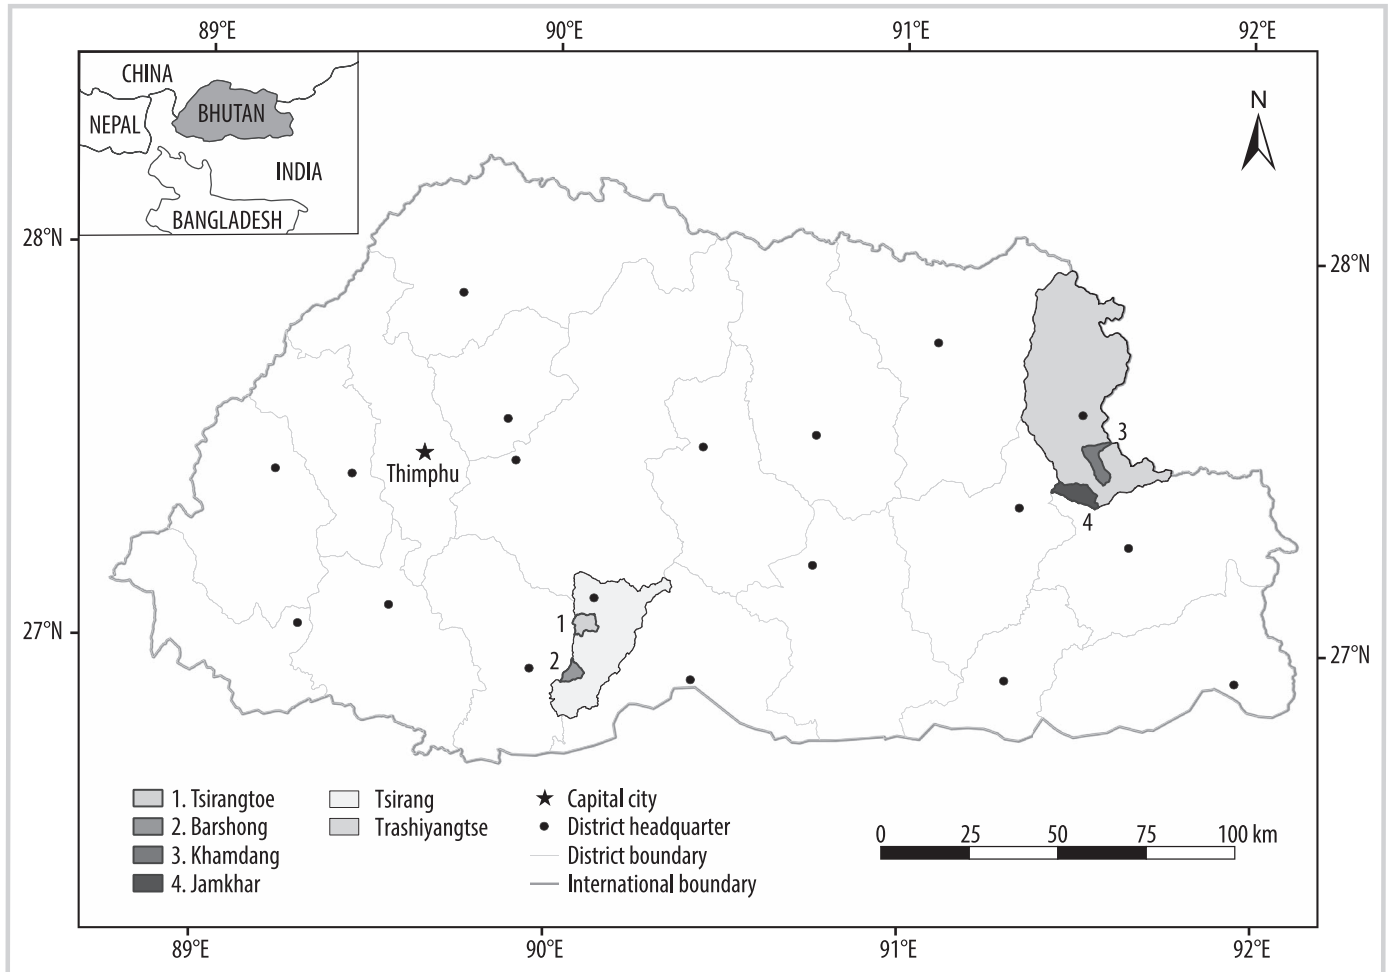 89°E 90°E 91°E 92°E
CHINA
NEPAL
BHUTAN
INDIA
BANGLADESH
N
28°N
28°N
3
Thimphu
4
1
27°N
2
27°N
1. Tsirangtoe
2. Barshong
3. Khamdang
4. Jamkhar
Tsirang
Trashiyangtse
Capital city
District headquarter
District boundary
International boundary
0 25 50 75 100 km
89°E 90°E 91°E 92°E